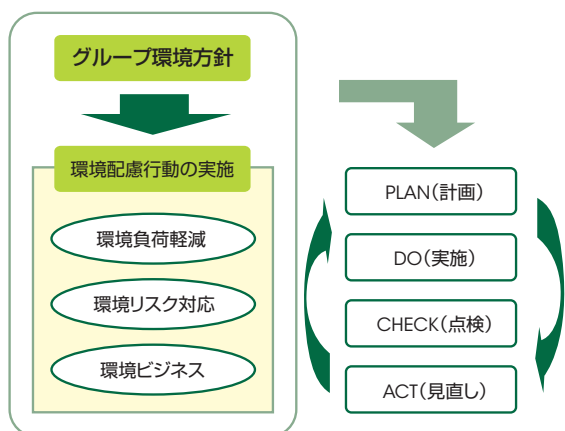 グループ環境方針
環境配慮行動の実施
環境負荷軽減
環境リスク対応
環境ビジネス
PLAN(計画)
DO(実施)
CHECK(点検)
ACT(見直し)